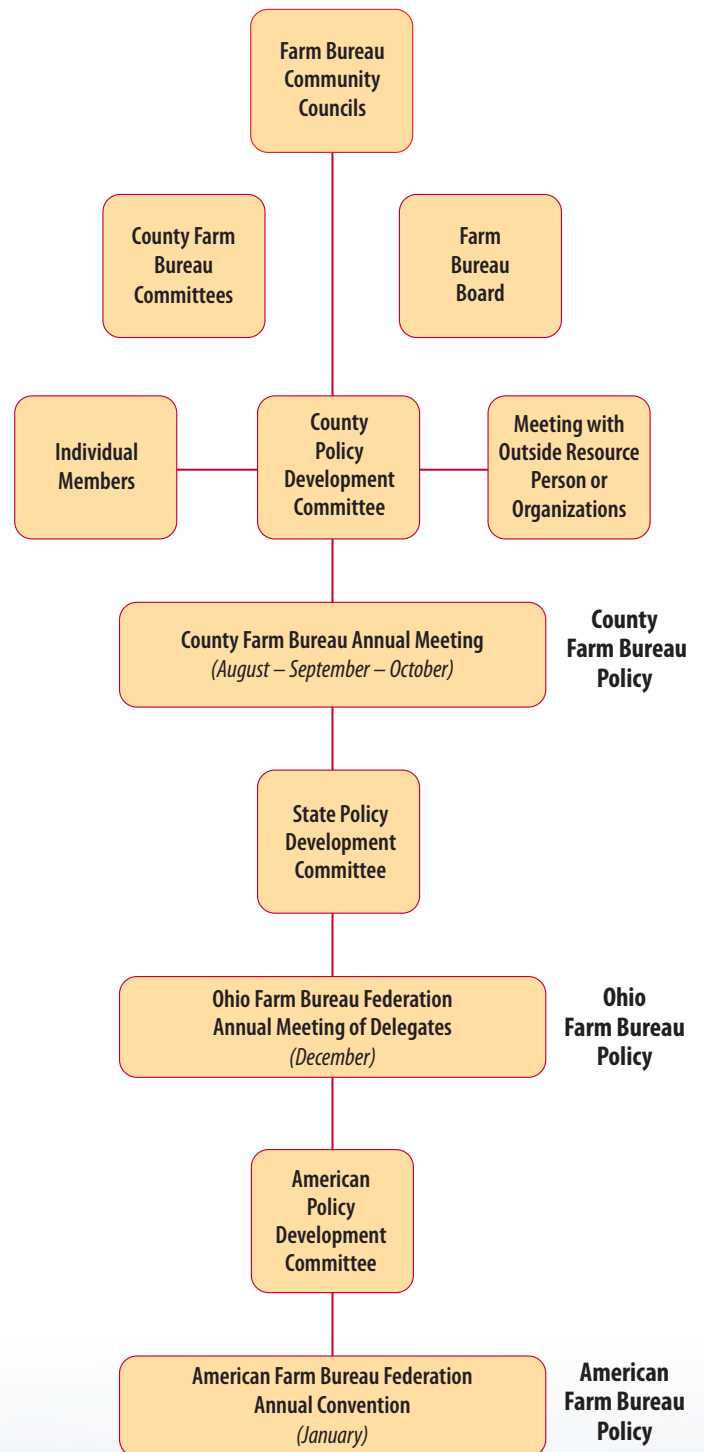 Farm Bureau
Community
Councils
County Farm
Bureau
Committees
Farm
Bureau
Board
Individual
Members
County
Policy
Development
Committee
Meeting with
Outside Resource
Person or
Organizations
County Farm Bureau Annual Meeting
(August – September – October)
County
Farm Bureau
Policy
State Policy
Development
Committee
Ohio Farm Bureau Federation
Annual Meeting of Delegates
(December)
Ohio
Farm Bureau
Policy
American
Policy
Development
Committee
American Farm Bureau Federation
Annual Convention
(January)
American
Farm Bureau
Policy